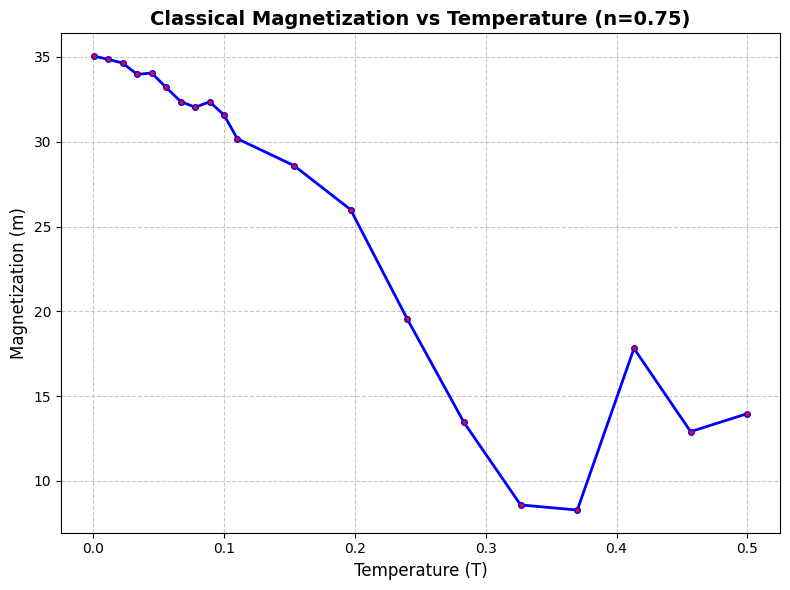 Classical Magnetization vs Temperature (n=0.75)
Magnetization (m)
35
30
25
20
15
10
0.0 0.1 0.2 0.3 0.4 0.5
Temperature (T)